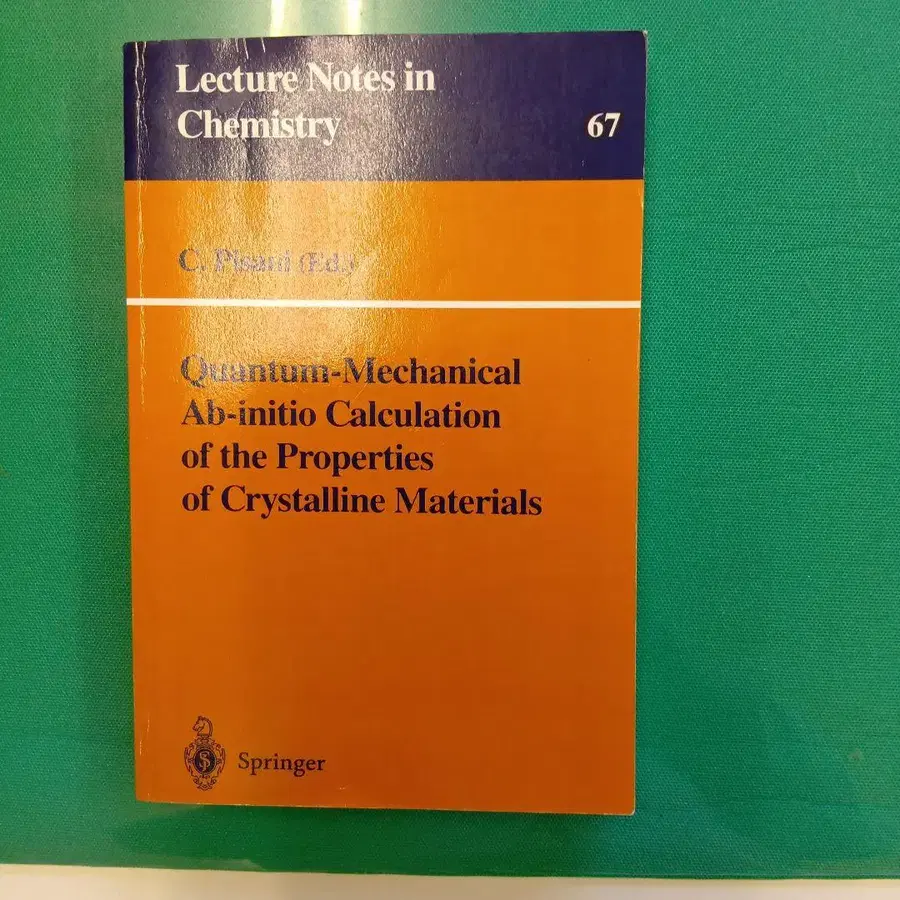 Lecture Notes in
Chemistry
67
C. Pisani (Ed.)
Quantum-Mechanical
Ab-initio Calculation
of the Properties
of Crystalline Materials
Springer